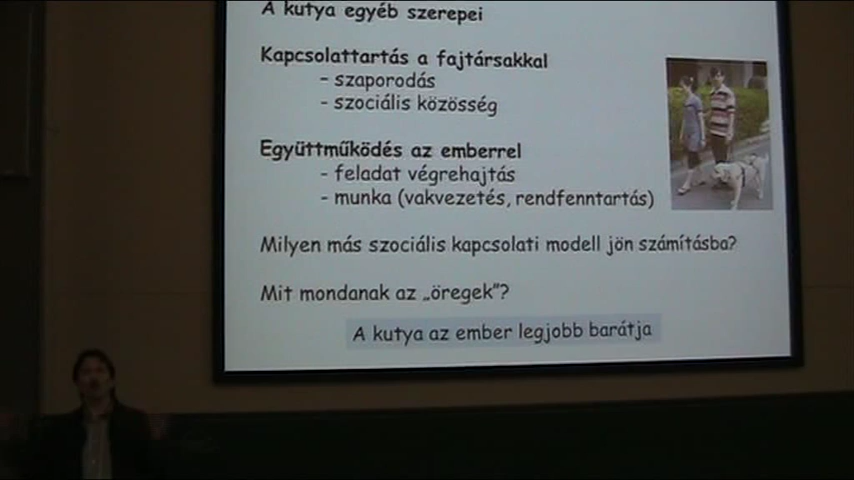 A kutya egyéb szerepei
Kapcsolattartás a fajtársakkal
- szaporodás
- szociális közösség
Együttműködés az emberrel
- feladat végrehajtás
- munka (vakvezetés, rendfenntartás)
Milyen más szociális kapcsolati modell jön számításba?
Mit mondanak az „öregek”?
A kutya az ember legjobb barátja